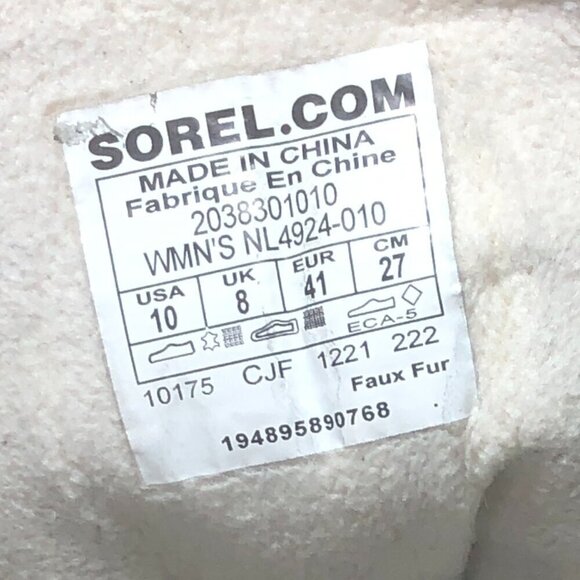 SOREL.COM
MADE IN CHINA
Fabrique En Chine
2038301010
WMN'S NL4924-010
USA UK EUR CM
10 8 41 27
ECA-5
10175 CJF 1221 222
Faux Fur
194895890768